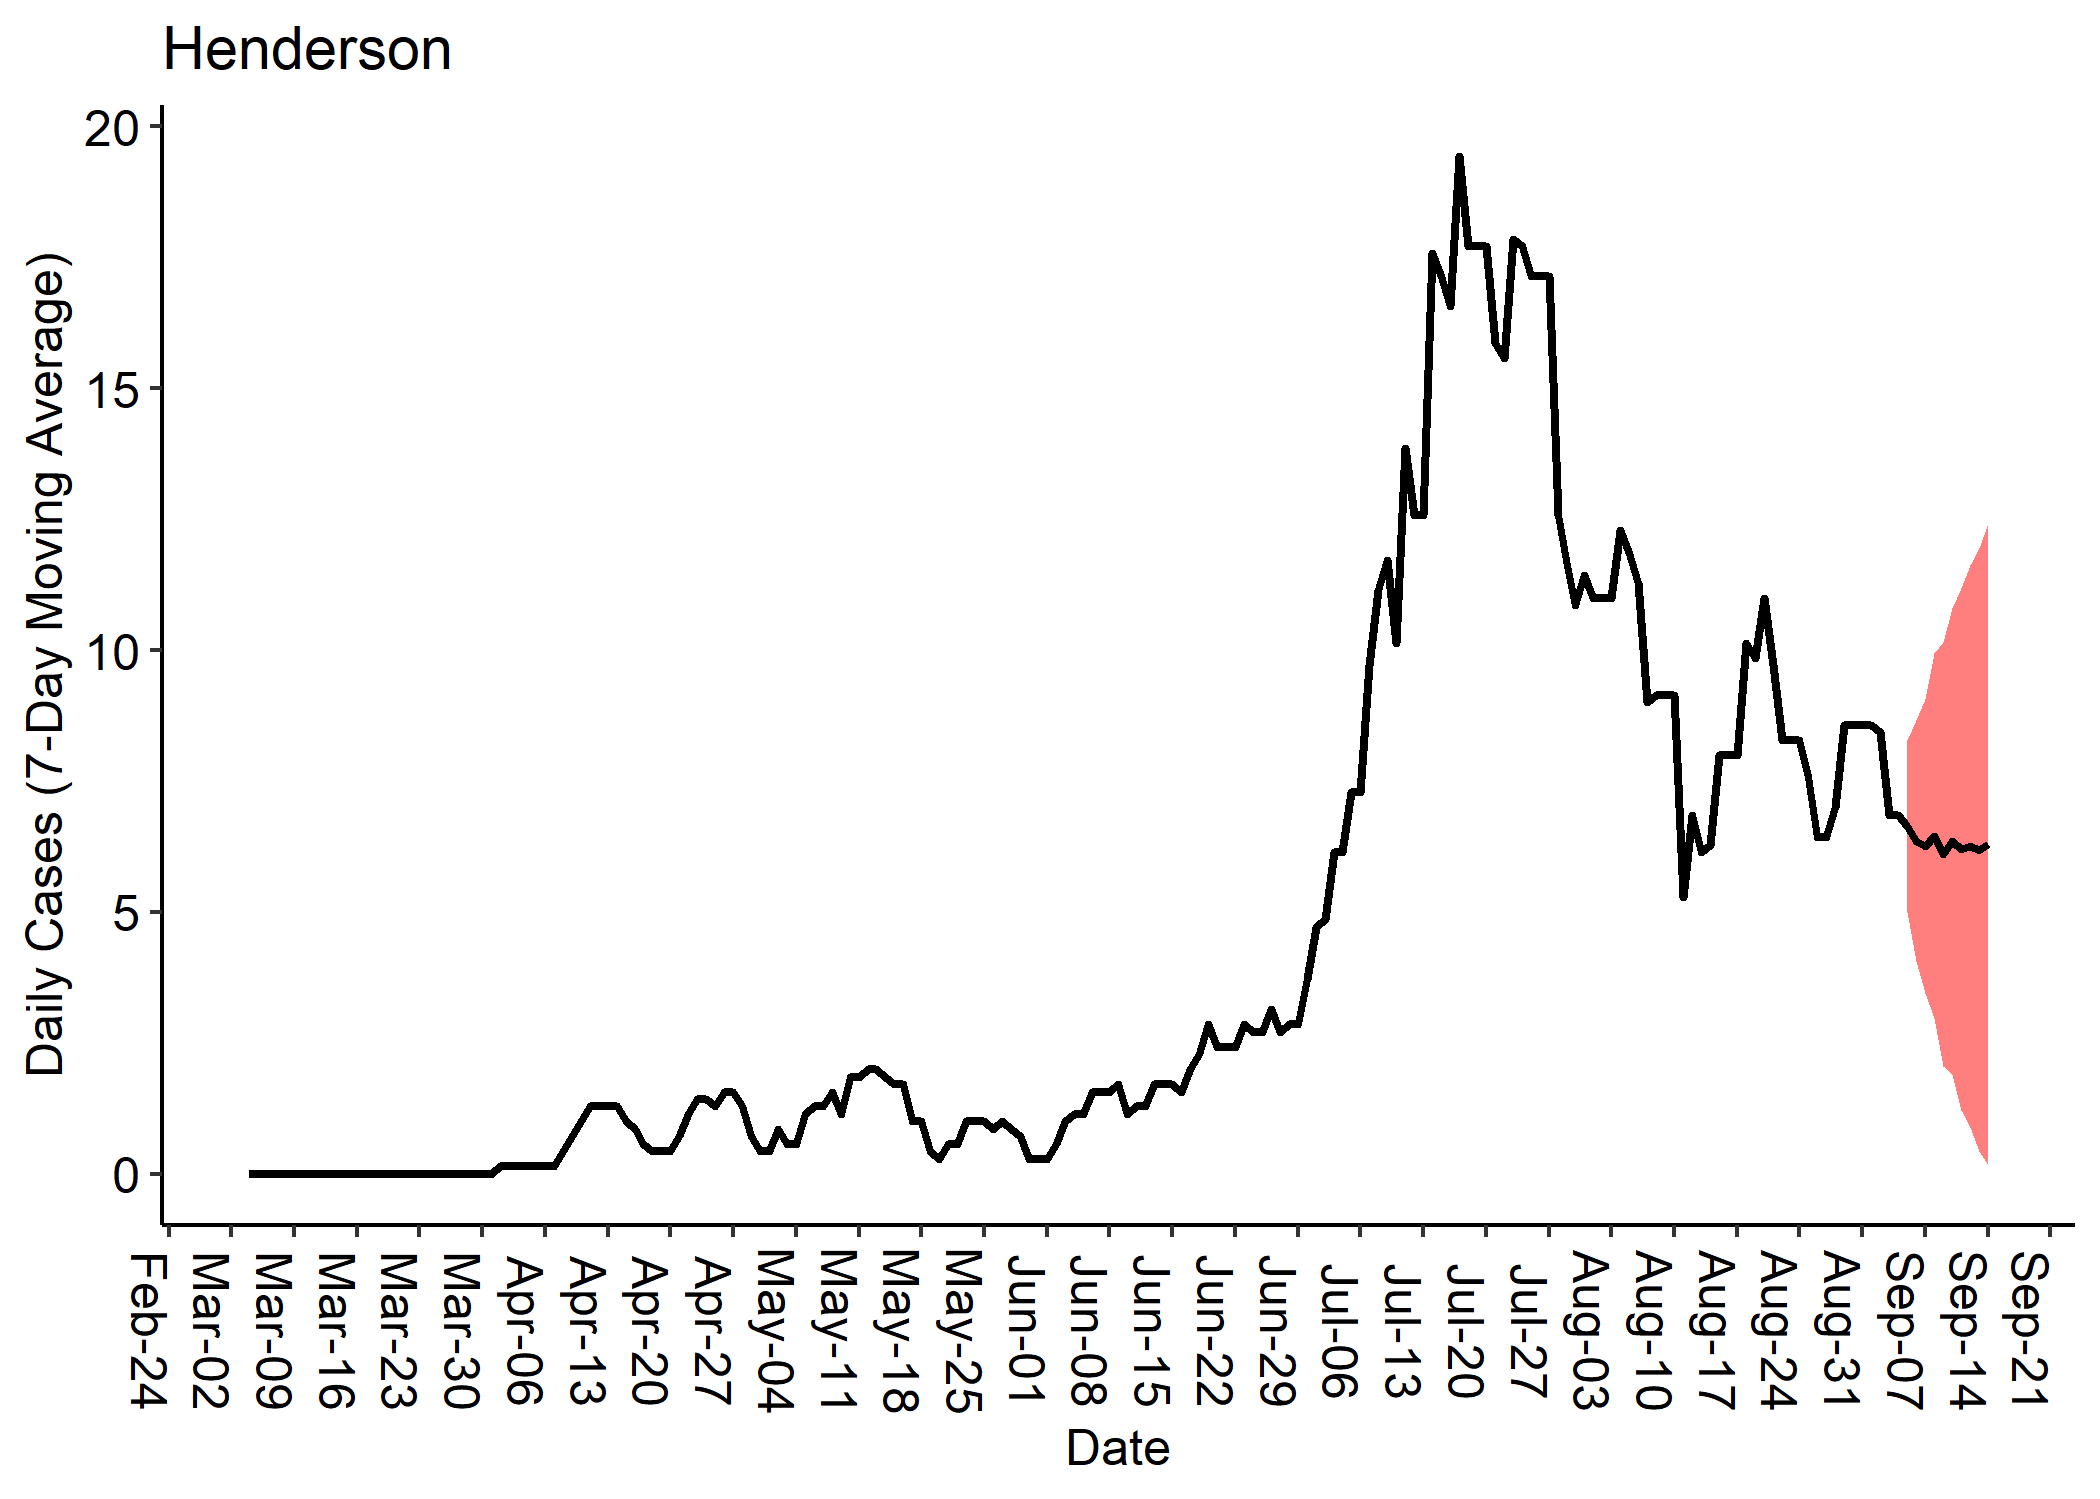 Henderson
Daily Cases (7-Day Moving Average)
20
15
10
5
0
Feb-24
Mar-02
Mar-09
Mar-16
Mar-23
Mar-30
Apr-06
Apr-13
Apr-20
Apr-27
May-04
May-11
May-18
May-25
Jun-01
Jun-08
Jun-15
Jun-22
Jun-29
Jul-06
Jul-13
Jul-20
Jul-27
Aug-03
Aug-10
Aug-17
Aug-24
Aug-31
Sep-07
Sep-14
Sep-21
Date